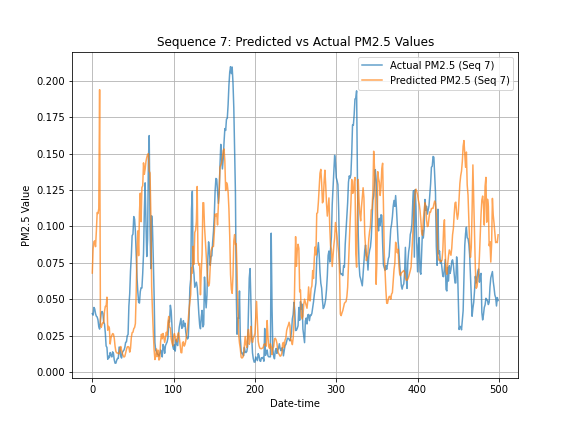 Sequence 7: Predicted vs Actual PM2.5 Values
Actual PM2.5 (Seq 7)
Predicted PM2.5 (Seq 7)
PM2.5 Value
0.200
0.175
0.150
0.125
0.100
0.075
0.050
0.025
0.000
0 100 200 300 400 500
Date-time